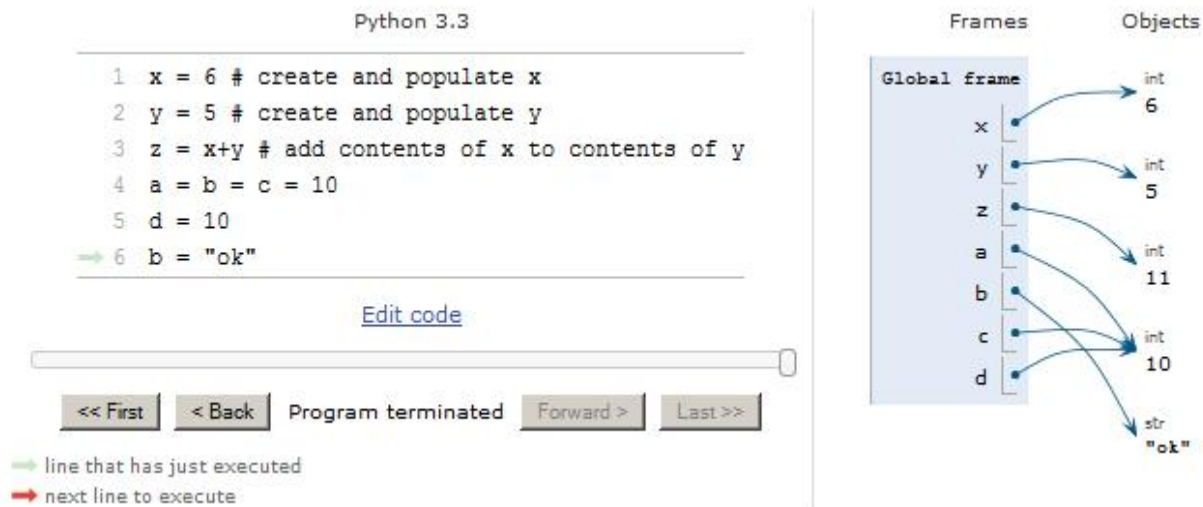 Python 3.3
1 x = 6 # create and populate x
2 y = 5 # create and populate y
3 z = x+y # add contents of x to contents of y
4 a = b = c = 10
5 d = 10
6 b = "ok"
Edit code
<< First < Back Program terminated Forward > Last >>
line that has just executed
next line to execute
Frames Objects
Global frame
x
y
z
a
b
c
d
int
6
int
5
int
11
int
10
str
"ok"